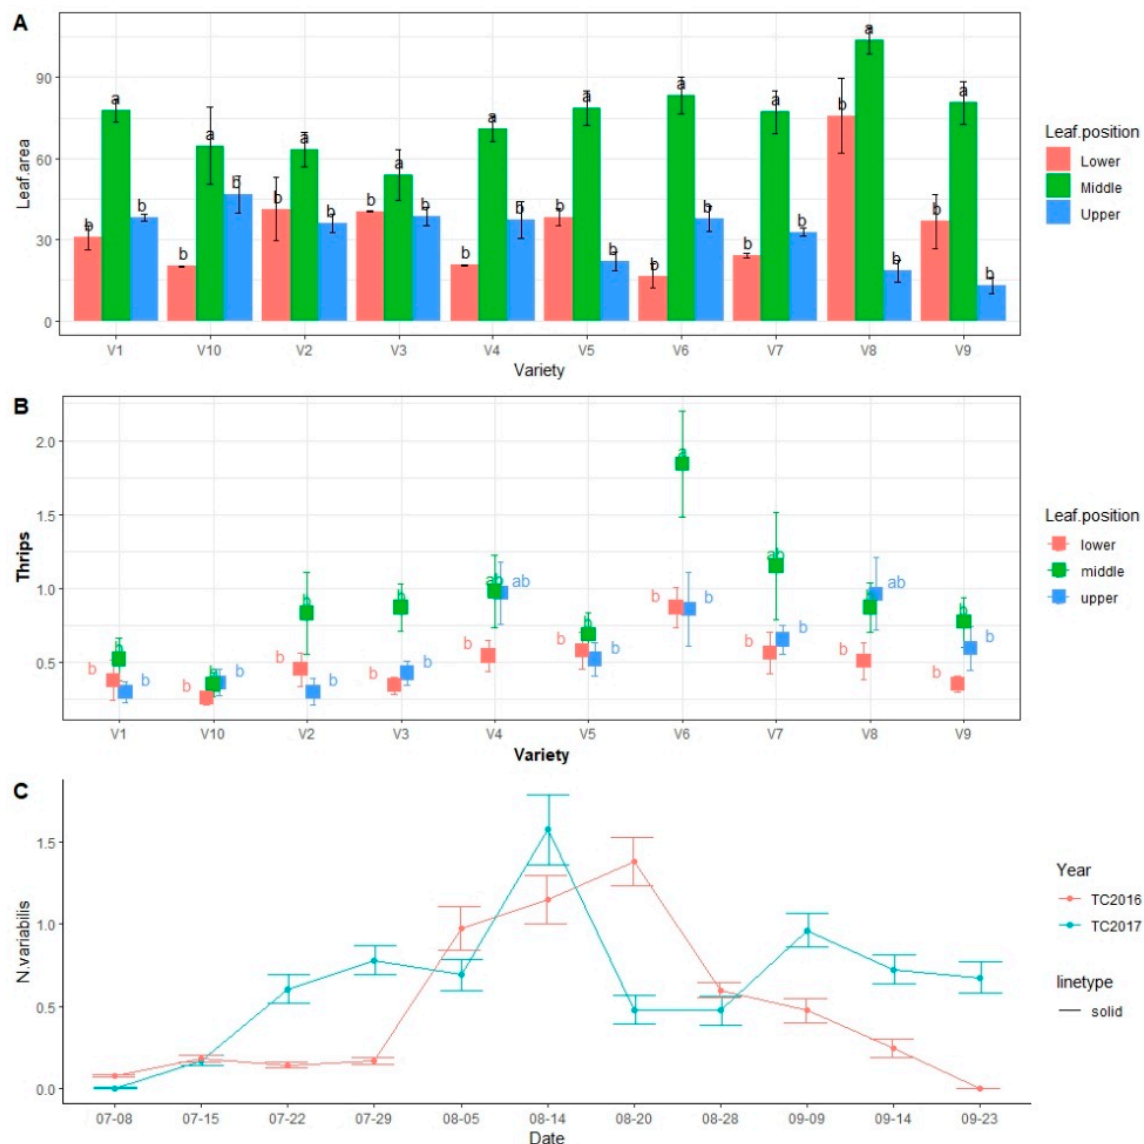 A
Leaf.area
90
60
30
0
a a a a a a a a a a
b b b b b b b b b b
b b b b b b b b b b
V1 V10 V2 V3 V4 V5 V6 V7 V8 V9
Variety
Leaf.position
Lower
Middle
Upper
B
Thrips
2.0
1.5
1.0
0.5
b b b b ab b a ab b b
b b b b b b b b b b
b b b b ab b b b ab b
V1 V10 V2 V3 V4 V5 V6 V7 V8 V9
Variety
Leaf.position
lower
middle
upper
C
N.variabilis
1.5
1.0
0.5
0.0
07-08 07-15 07-22 07-29 08-05 08-14 08-20 08-28 09-09 09-14 09-23
Date
Year
TC2016
TC2017
linetype
solid